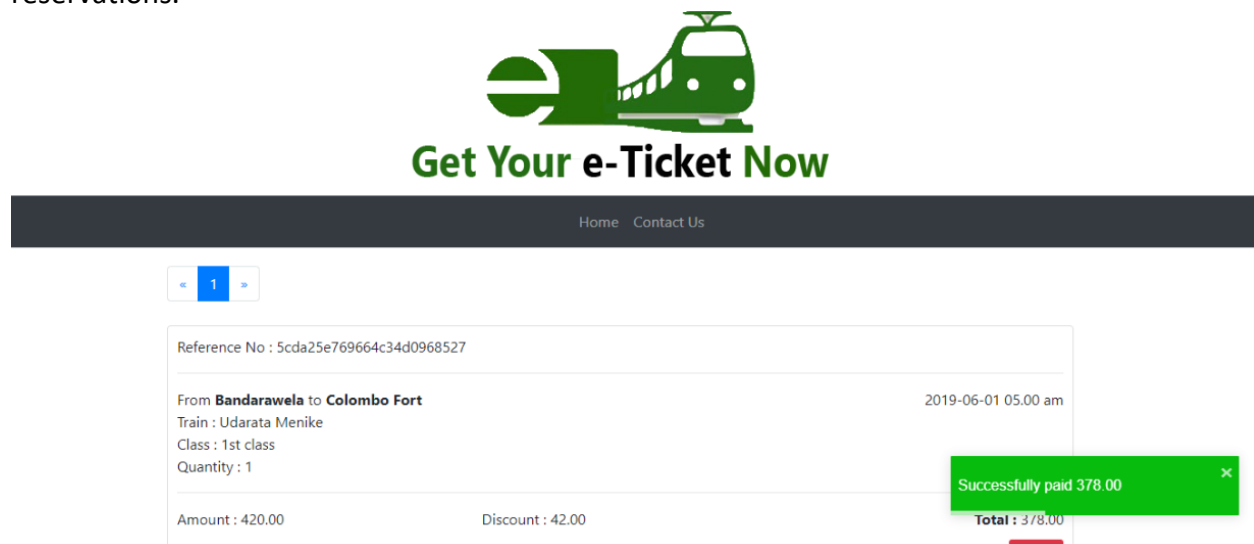 reservations.
e
Get Your e-Ticket Now
Home Contact Us
« 1 »
Reference No : 5cda25e769664c34d0968527
From Bandarawela to Colombo Fort 2019-06-01 05.00 am
Train : Udarata Menike
Class : 1st class
Quantity : 1
Successfully paid 378.00 ×
Amount : 420.00 Discount : 42.00 Total : 378.00